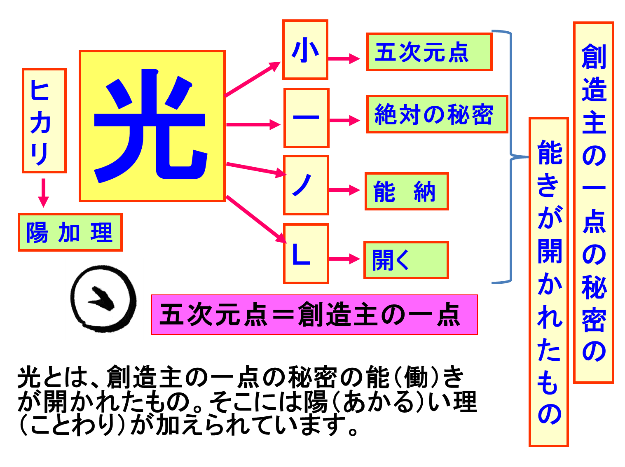 ヒカリ
陽加理
光
小
五次元点
一
絶対の秘密
ノ
能 納
L
開く
創造主の一点の秘密の
能きが開かれたもの
五次元点＝創造主の一点
光とは、創造主の一点の秘密の能（働）き
が開かれたもの。そこには陽（あかる）い理
（ことわり）が加えられています。